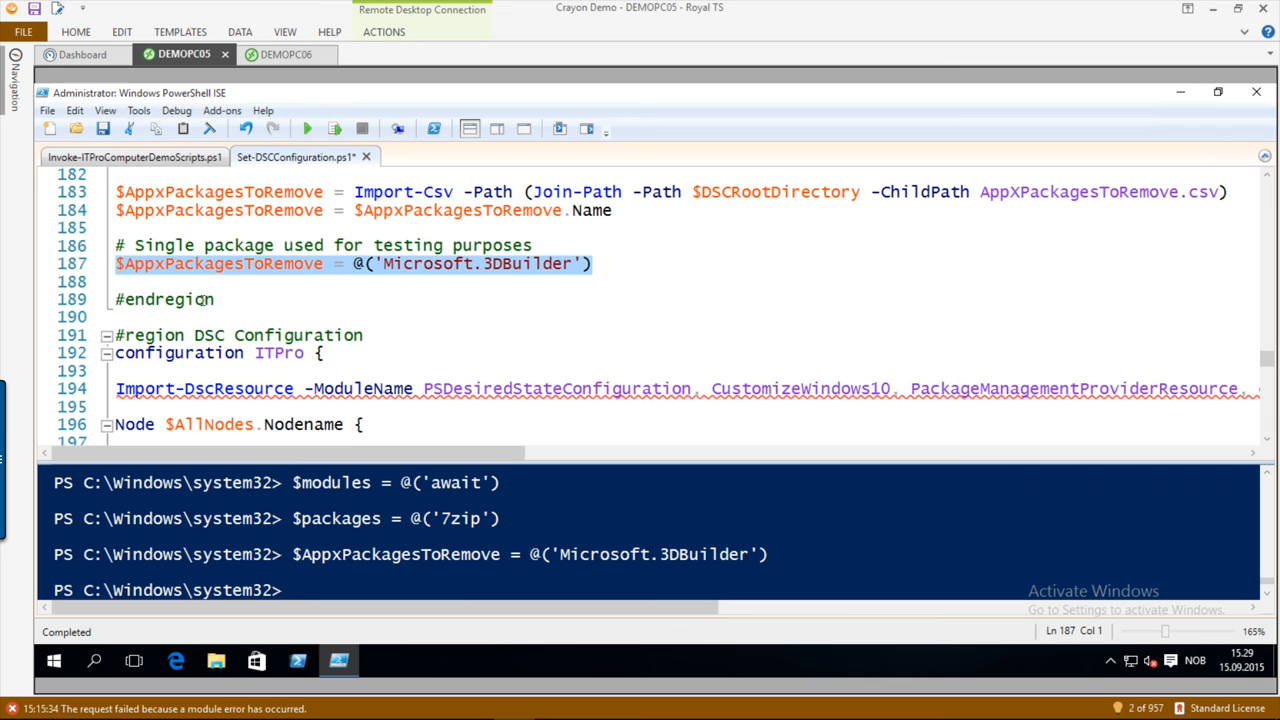 Remote Desktop Connection
Crayon Demo - DEMOPC05 - Royal TS
FILE HOME EDIT TEMPLATES DATA VIEW HELP ACTIONS
Dashboard DEMOPC05 DEMOPC06
Navigation
Administrator: Windows PowerShell ISE
File Edit View Tools Debug Add-ons Help
Invoke-ITProComputerDemoScripts.ps1 Set-DSCConfiguration.ps1*
182
183 $AppxPackagesToRemove = Import-Csv -Path (Join-Path -Path $DSCRootDirectory -ChildPath AppXPackagesToRemove.csv)
184 $AppxPackagesToRemove = $AppxPackagesToRemove.Name
185
186 # Single package used for testing purposes
187 $AppxPackagesToRemove = @('Microsoft.3DBuilder')
188
189 #endregion
190
191 #region DSC Configuration
192 configuration ITPro {
193
194 Import-DscResource -ModuleName PSDesiredStateConfiguration, CustomizeWindows10, PackageManagementProviderResource,
195
196 Node $AllNodes.Nodename {
197
PS C:\Windows\system32> $modules = @('await')
PS C:\Windows\system32> $packages = @('7zip')
PS C:\Windows\system32> $AppxPackagesToRemove = @('Microsoft.3DBuilder')
PS C:\Windows\system32>
Activate Windows
Go to Settings to activate Windows.
Completed Ln 187 Col 1 165%
NOB 15.29
15.09.2015
15:15:34 The request failed because a module error has occurred. 2 of 957 Standard License